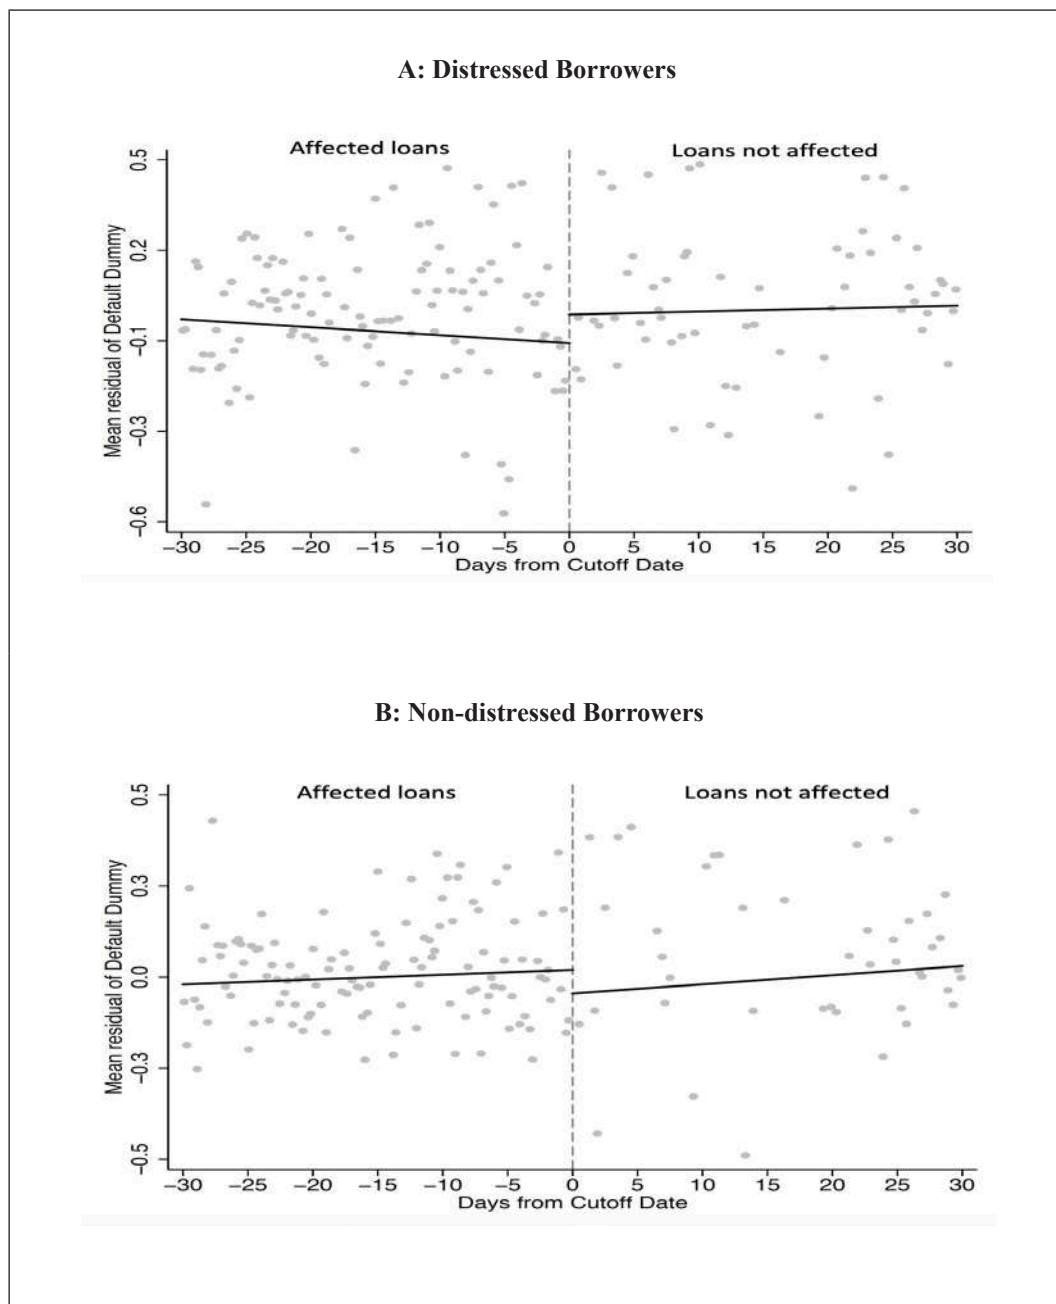 A: Distressed Borrowers
Affected loans
Loans not affected
Mean residual of Default Dummy
0.5
0.2
−0.1
−0.3
−0.6
−30 −25 −20 −15 −10 −5 0 5 10 15 20 25 30
Days from Cutoff Date
B: Non-distressed Borrowers
Affected loans
Loans not affected
Mean residual of Default Dummy
0.5
0.3
0.0
−0.3
−0.5
−30 −25 −20 −15 −10 −5 0 5 10 15 20 25 30
Days from Cutoff Date